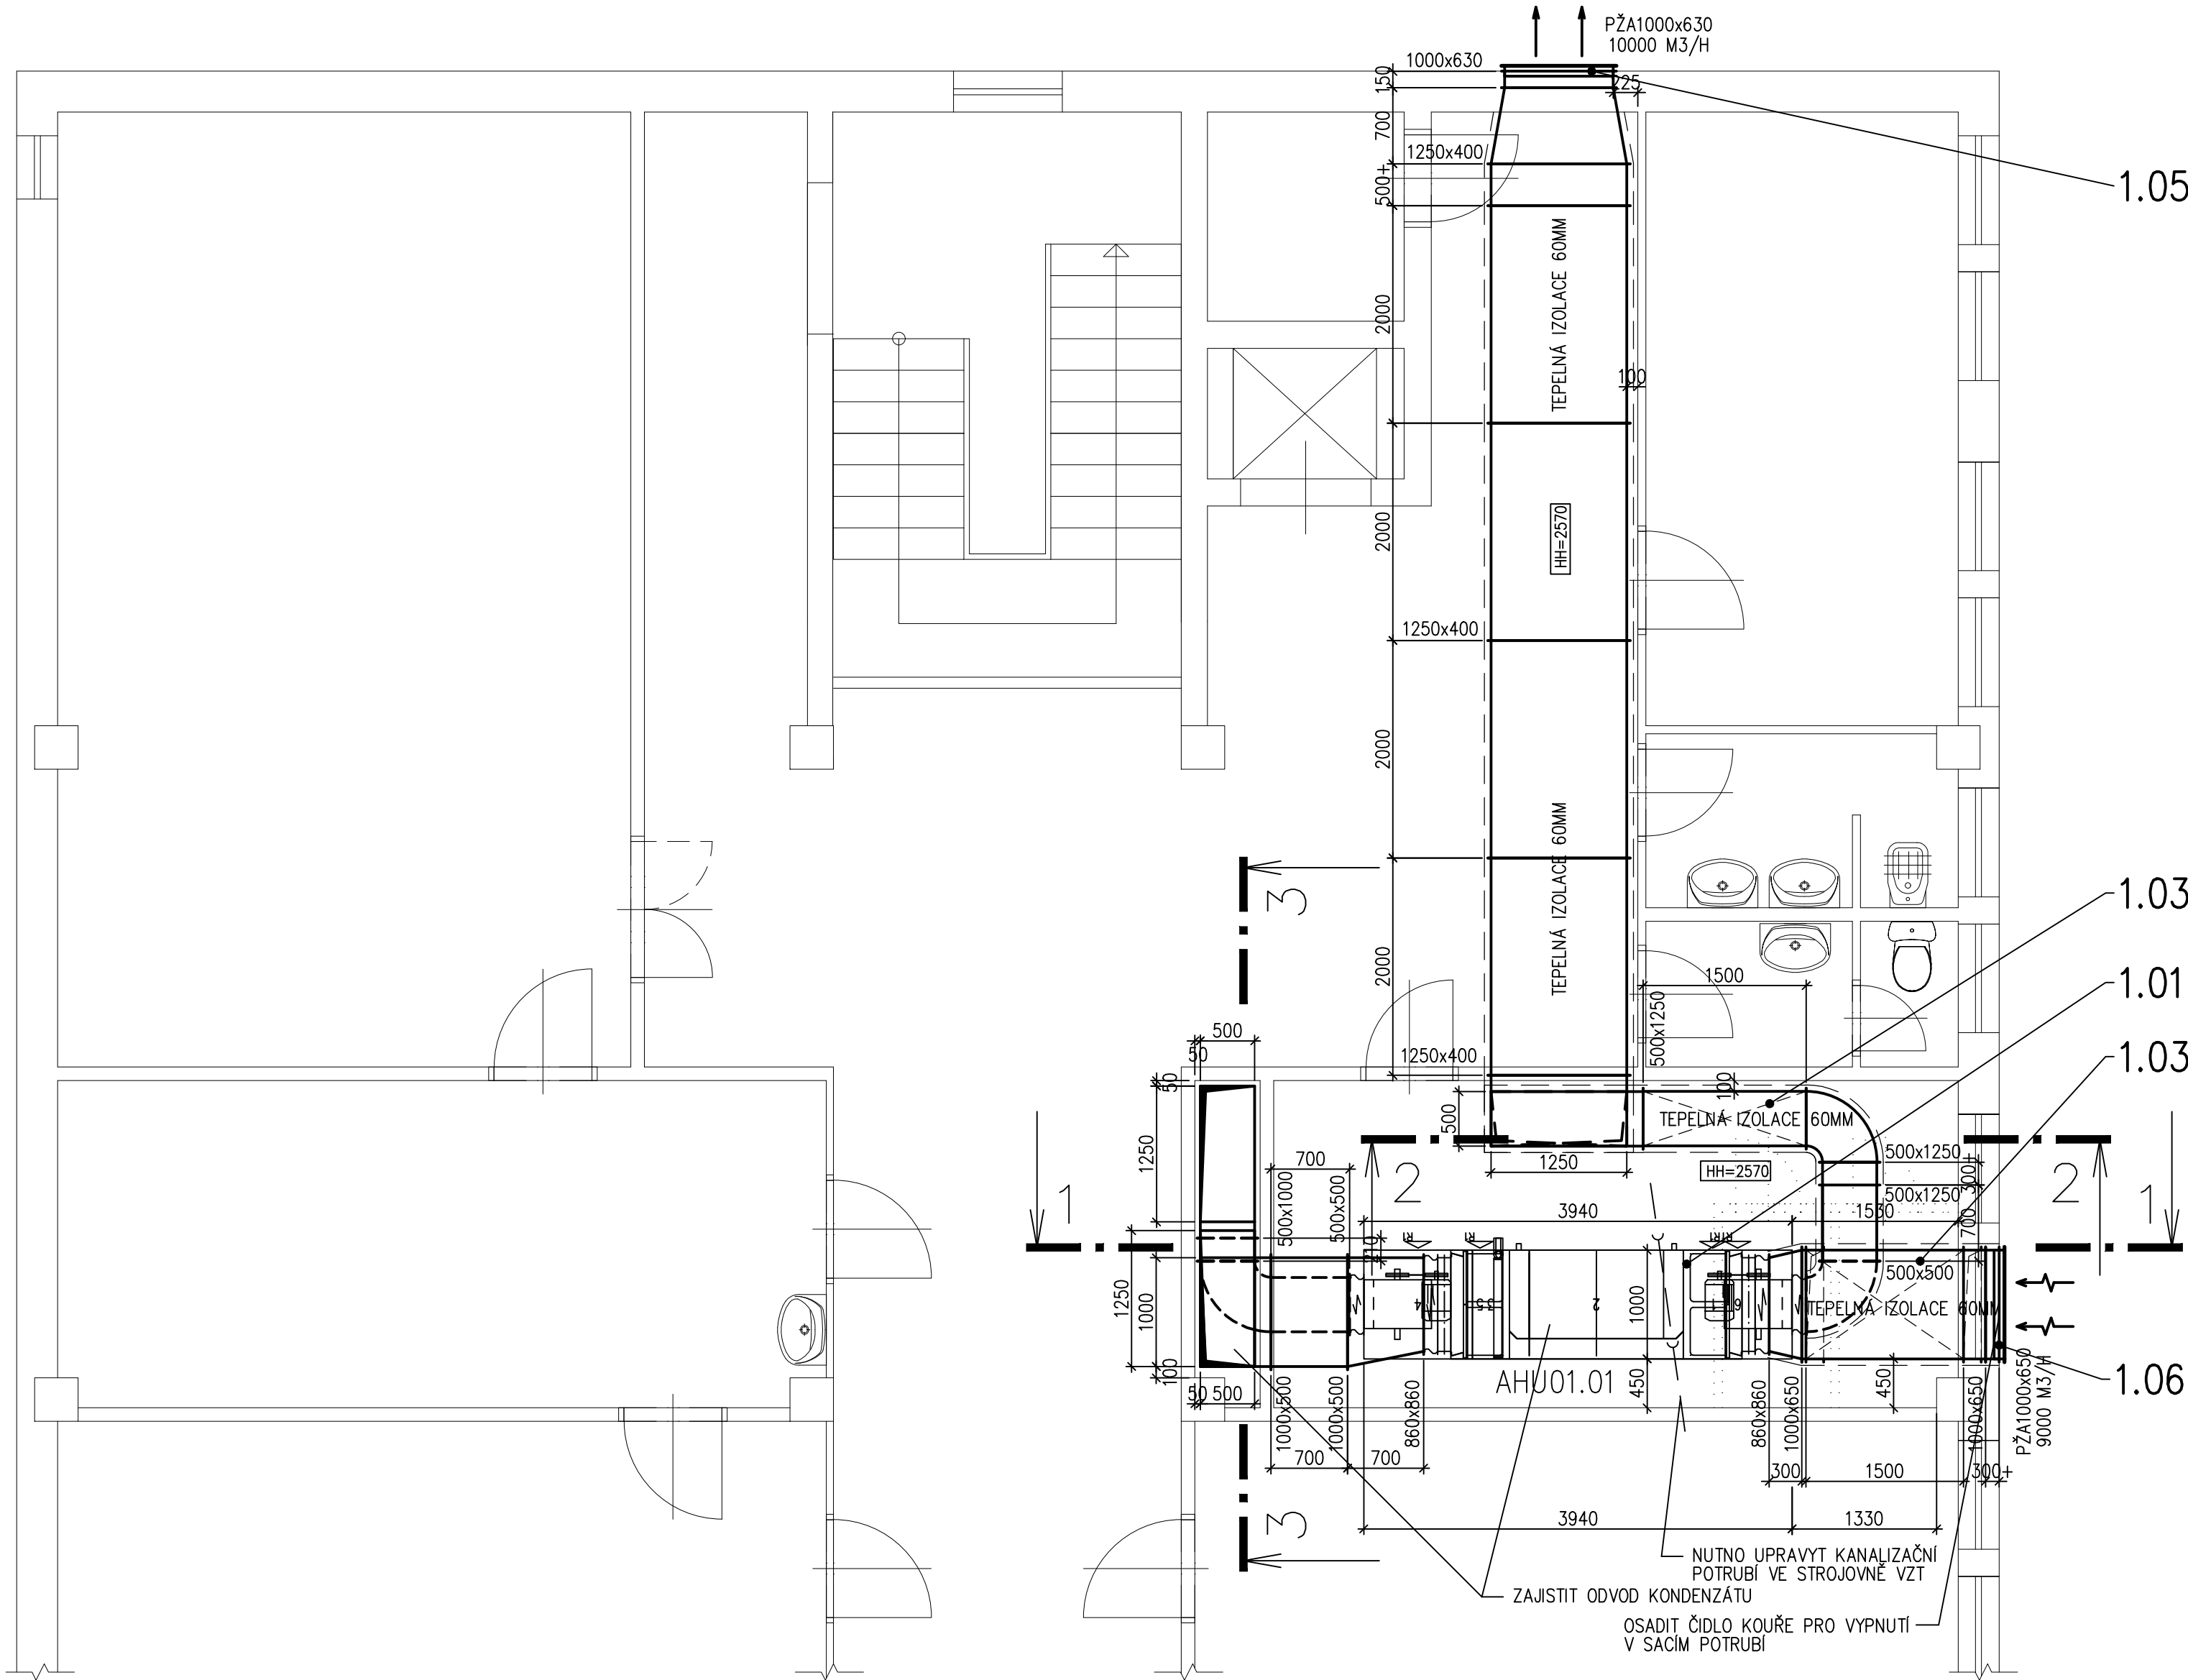 PŽA1000x630
10000 M3/H
1000x630
150
225
700
1250x400
500+
1.05
TEPELNÁ IZOLACE 60MM
2000
100
2000
HH=2570
1250x400
2000
TEPELNÁ IZOLACE 60MM
3
1.03
2000
1500
1.01
500x1250
500
50
1250x400
1.03
50
100
TEPELNÁ IZOLACE 60MM
500
1250
1250
700
HH=2570
500x1250
300+
2
2
1
1
500x1250
500x1000
500x500
3940
1530
700
500x500
1250
1000
4
35
2
1
6
1000
TEPELNÁ IZOLACE 60MM
100
50
500
AHU01.01
450
450
1.06
1000x500
1000x500
860x860
860x860
1000x650
1000x650
PŽA1000x650
9000 M3/H
700
700
300
1500
300+
3940
1330
3
NUTNO UPRAVYT KANALIZAČNÍ
POTRUBÍ VE STROJOVNĚ VZT
ZAJISTIT ODVOD KONDENZÁTU
OSADIT ČIDLO KOUŘE PRO VYPNUTÍ
V SACÍM POTRUBÍ